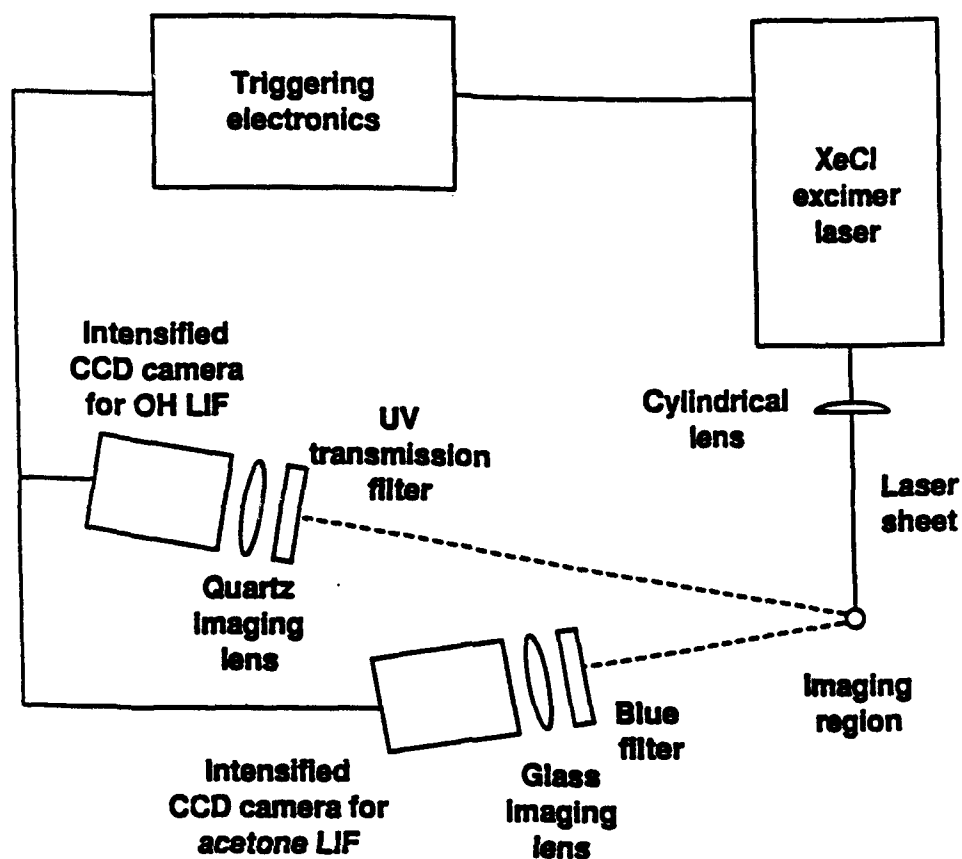 Triggering
electronics
XeCl
excimer
laser
Intensified
CCD camera
for OH LIF
UV
transmission
filter
Cylindrical
lens
Laser
sheet
Quartz
imaging
lens
Imaging
region
Blue
filter
Glass
imaging
lens
Intensified
CCD camera for
acetone LIF